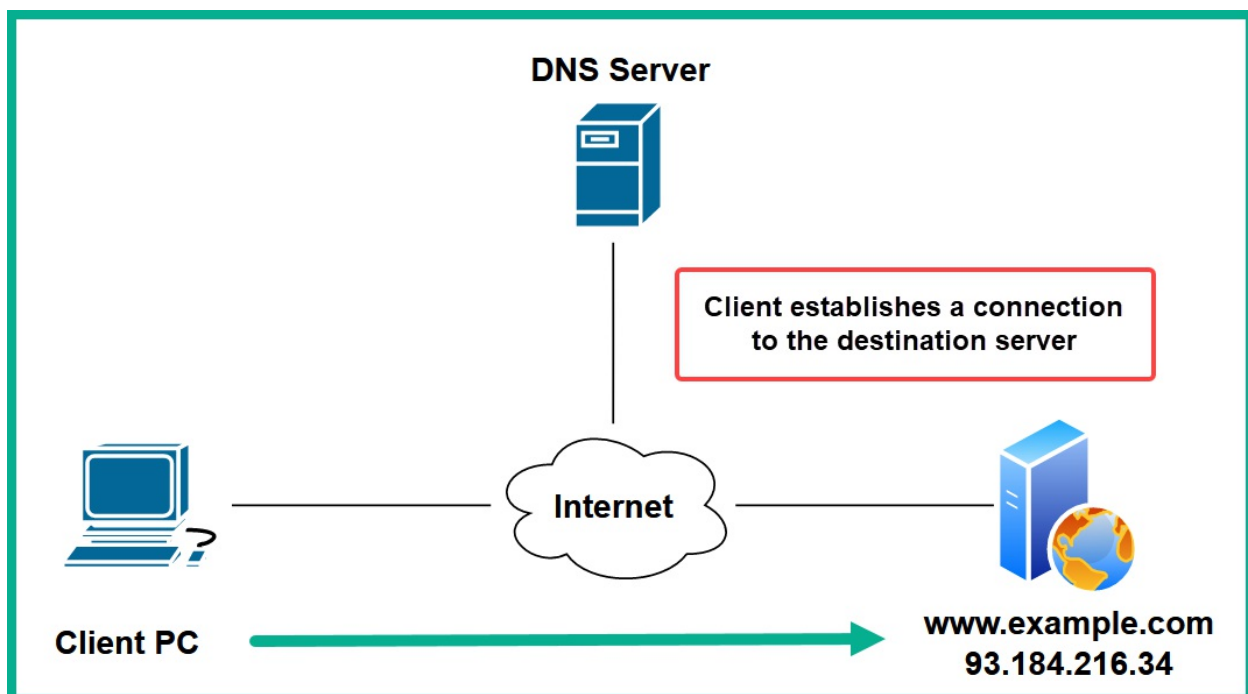 DNS Server
Client establishes a connection
to the destination server
Internet
Client PC
www.example.com
93.184.216.34